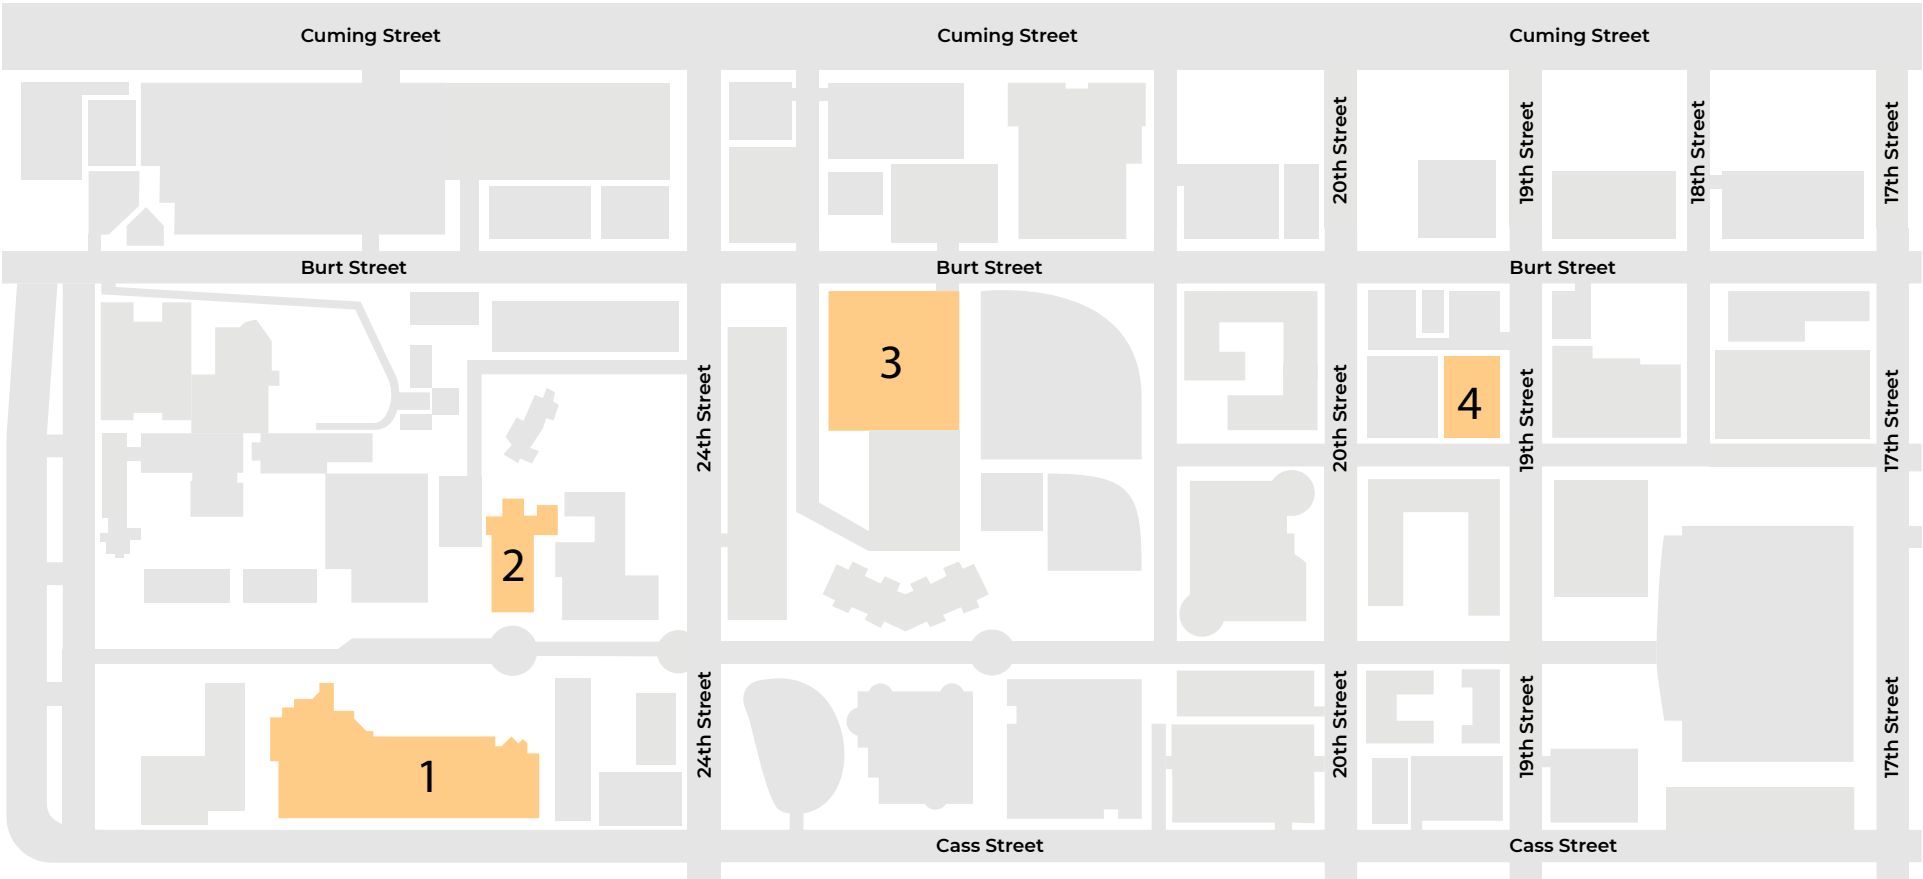 Cuming Street
Cuming Street
Cuming Street
20th Street
19th Street
18th Street
17th Street
Burt Street
Burt Street
Burt Street
3
4
24th Street
20th Street
19th Street
17th Street
2
24th Street
20th Street
19th Street
17th Street
1
Cass Street
Cass Street